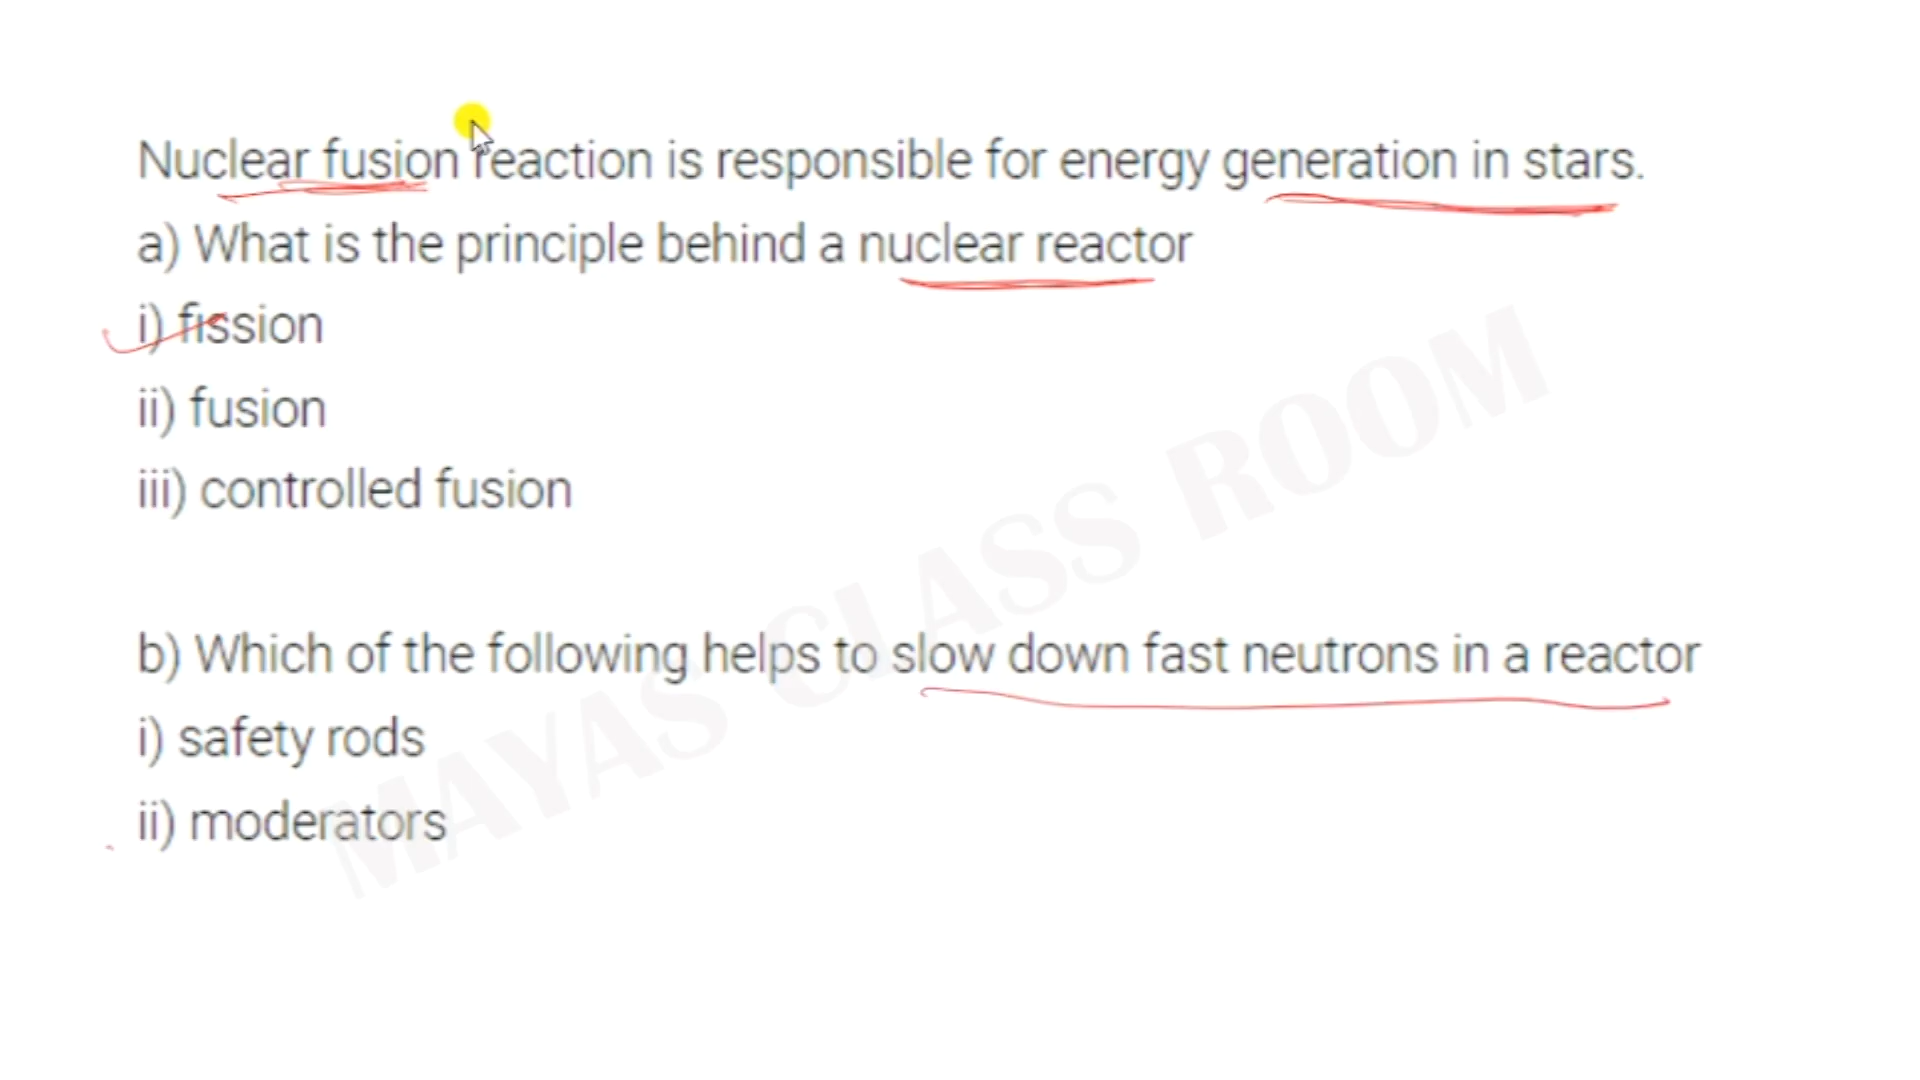 Nuclear fusion reaction is responsible for energy generation in stars.
a) What is the principle behind a nuclear reactor
i) fission
ii) fusion
iii) controlled fusion
b) Which of the following helps to slow down fast neutrons in a reactor
i) safety rods
ii) moderators
MAYAS CLASS ROOM